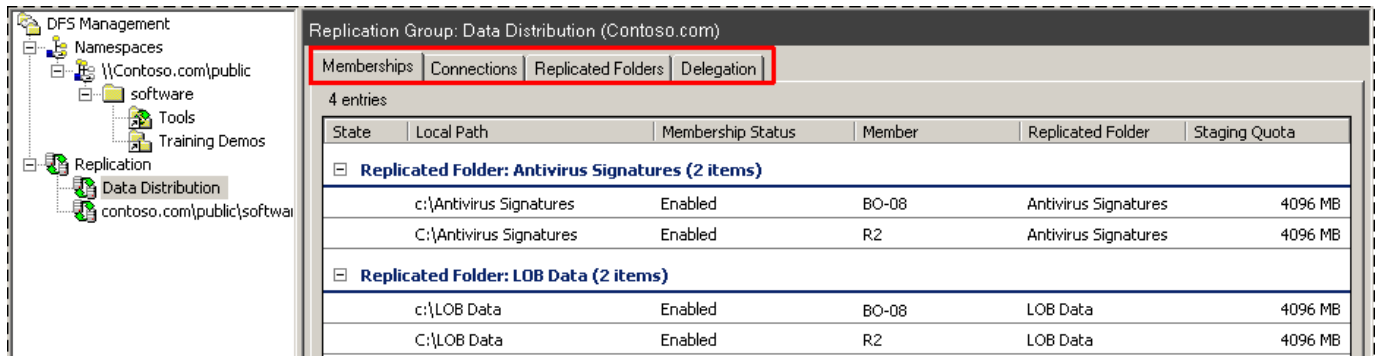 DFS Management
Namespaces
\\Contoso.com\public
software
Tools
Training Demos
Replication
Data Distribution
contoso.com\public\softwar
Replication Group: Data Distribution (Contoso.com)
Memberships Connections Replicated Folders Delegation
4 entries
State Local Path Membership Status Member Replicated Folder Staging Quota
Replicated Folder: Antivirus Signatures (2 items)
c:\Antivirus Signatures Enabled BO-08 Antivirus Signatures 4096 MB
C:\Antivirus Signatures Enabled R2 Antivirus Signatures 4096 MB
Replicated Folder: LOB Data (2 items)
c:\LOB Data Enabled BO-08 LOB Data 4096 MB
C:\LOB Data Enabled R2 LOB Data 4096 MB